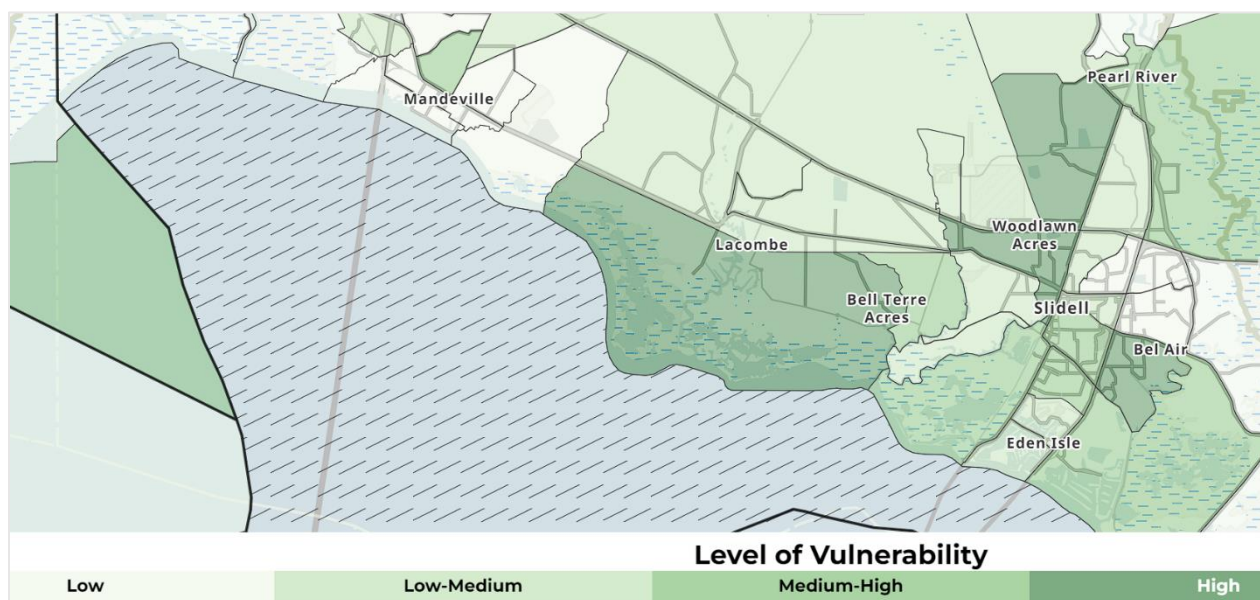 Pearl River
Mandeville
Woodlawn
Acres
Lacombe
Bell Terre
Acres
Slidell
Bel Air
Eden Isle
Level of Vulnerability
Low Low-Medium Medium-High High